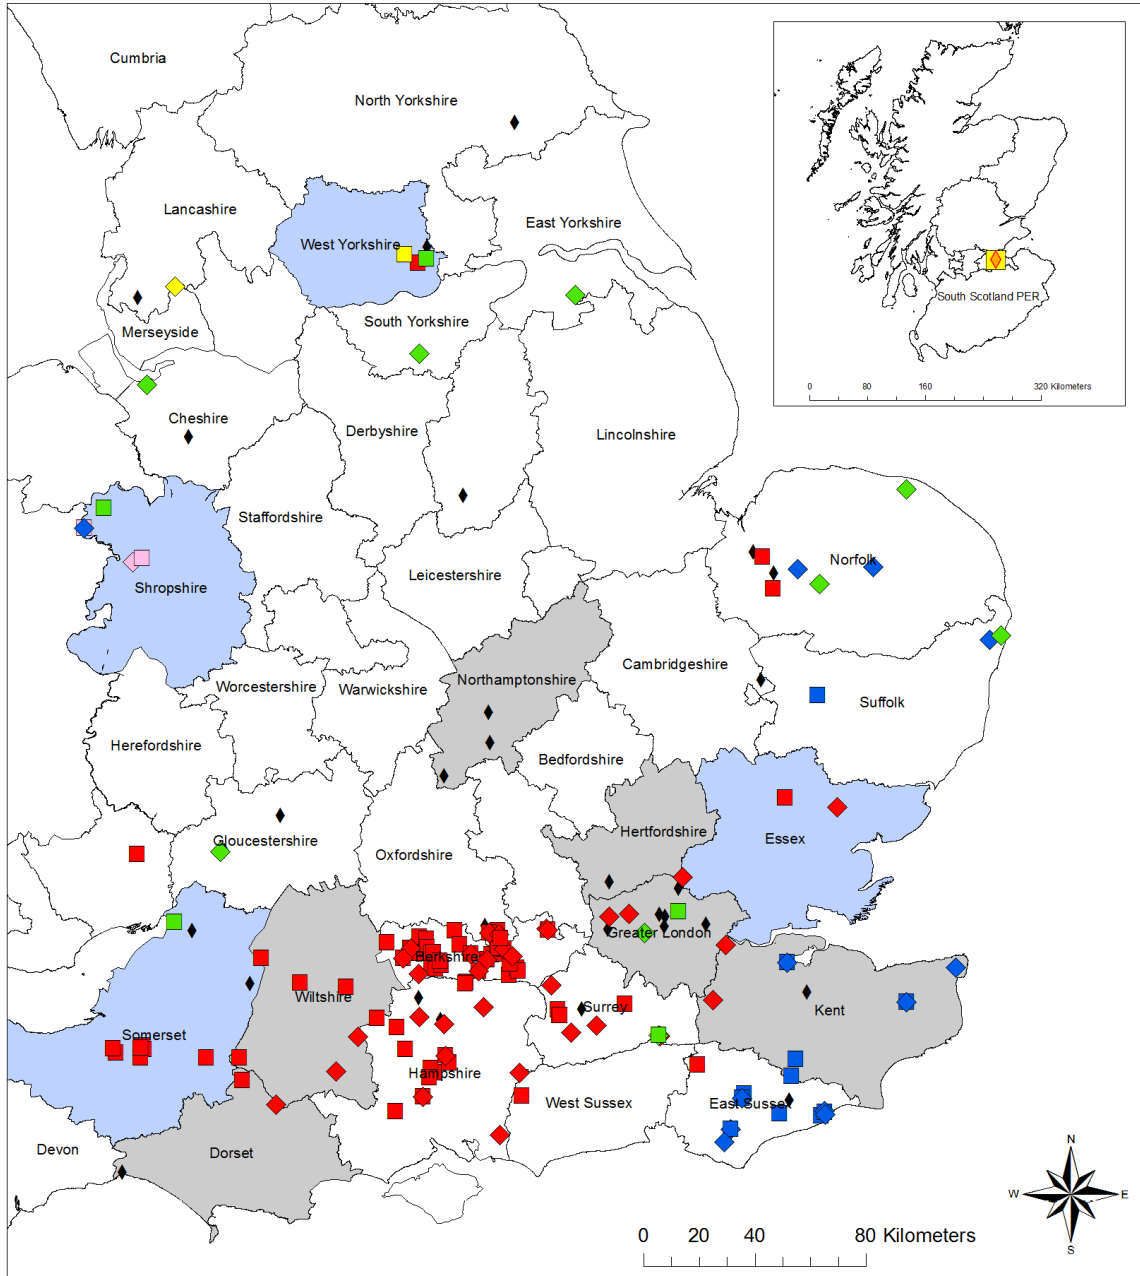 Cumbria
North Yorkshire
Lancashire
East Yorkshire
West Yorkshire
South Scotland PER
0 80 160 320 Kilometers
South Yorkshire
Merseyside
Cheshire
Derbyshire
Lincolnshire
Staffordshire
Norfolk
Leicestershire
Shropshire
Cambridgeshire
Northamptonshire
Worcestershire
Warwickshire
Suffolk
Herefordshire
Bedfordshire
Hertfordshire
Essex
Gloucestershire
Oxfordshire
Greater London
Berkshire
Wiltshire
Surrey
Kent
Somerset
Hampshire
West Sussex
East Sussex
Devon
Dorset
N
W E
S
0 20 40 80 Kilometers